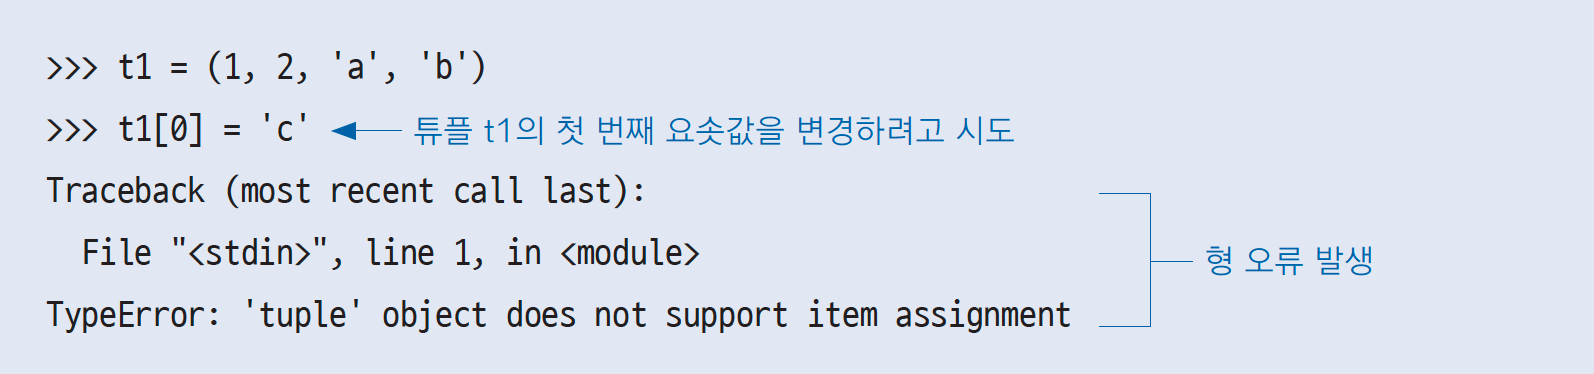 >>> t1 = (1, 2, 'a', 'b')
>>> t1[0] = 'c' 튜플 t1의 첫 번째 요솟값을 변경하려고 시도
Traceback (most recent call last):
  File "<stdin>", line 1, in <module>
형 오류 발생
TypeError: 'tuple' object does not support item assignment